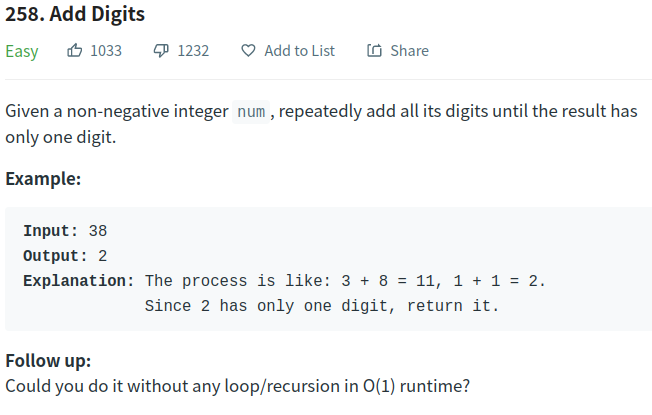 258. Add Digits
Easy 1033 1232 Add to List Share
Given a non-negative integer num, repeatedly add all its digits until the result has
only one digit.
Example:
Input: 38
Output: 2
Explanation: The process is like: 3 + 8 = 11, 1 + 1 = 2.
Since 2 has only one digit, return it.
Follow up:
Could you do it without any loop/recursion in O(1) runtime?